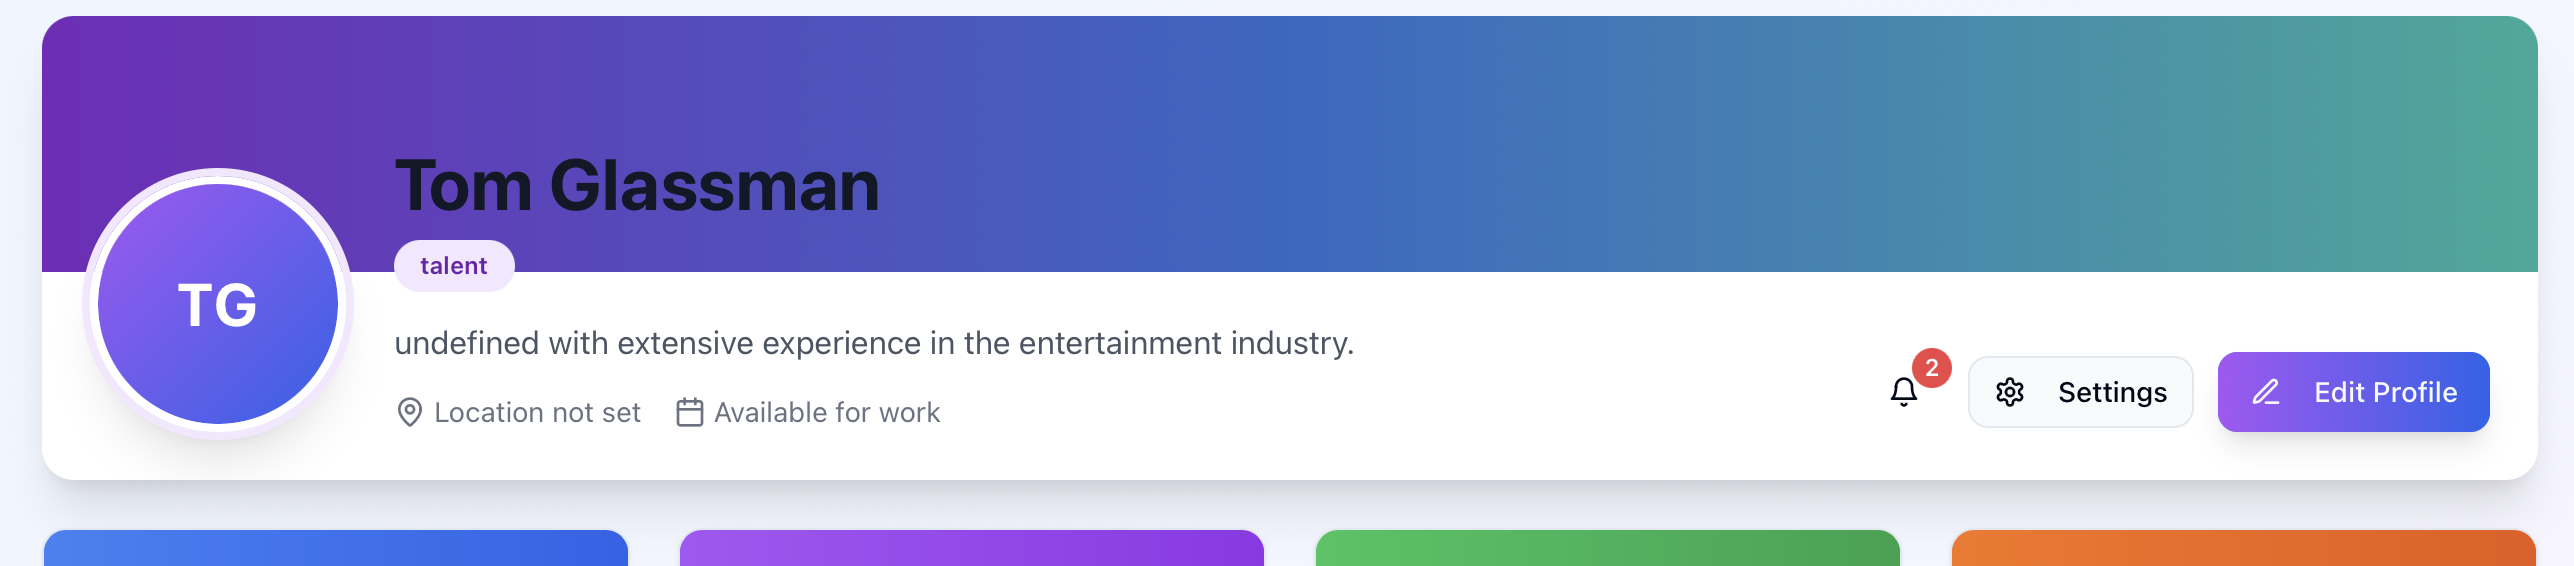 Tom Glassman
talent
TG
undefined with extensive experience in the entertainment industry.
Location not set
Available for work
2
Settings
Edit Profile